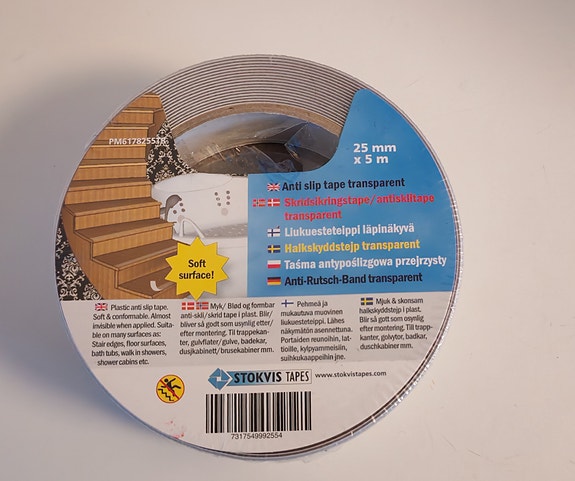 PM61782551
25 mm
x 5 m
Anti slip tape transparent
Skridsikringstape/antisklitape
transparent
Liukuesteteippi läpinäkyvä
Halkskyddstejp transparent
Taśma antypoślizgowa przejrzysty
Anti-Rutsch-Band transparent
Soft
surface!
Plastic anti slip tape.
Soft & conformable. Almost
invisible when applied. Suita-
ble on many surfaces as:
Stair edges, floor surfaces,
bath tubs, walk in showers,
shower cabins etc.
Myk/ Blød og formbar
anti-skli/ skrid tape i plast. Blir/
bliver så godt som usynlig etter/
efter montering. Til trappekan-
ter, gulvflater/ gulve, badekar,
dusjkabinett/ brusekabiner mm.
Pehmeä ja
mukautuva muovinen
liukuesteteippi. Lähes
näkymätön asennettuna.
Portaiden reunoihin, lat-
tioille, kylpyammeisiin,
suihkukaappeihin jne.
Mjuk & skonsam
halkskyddstejp i plast.
Blir så gott som osynlig
efter montering. Till trapp-
kanter, golvytor, badkar,
duschkabiner mm.
STOKVIS TAPES
www.stokvistapes.com
7317549992554